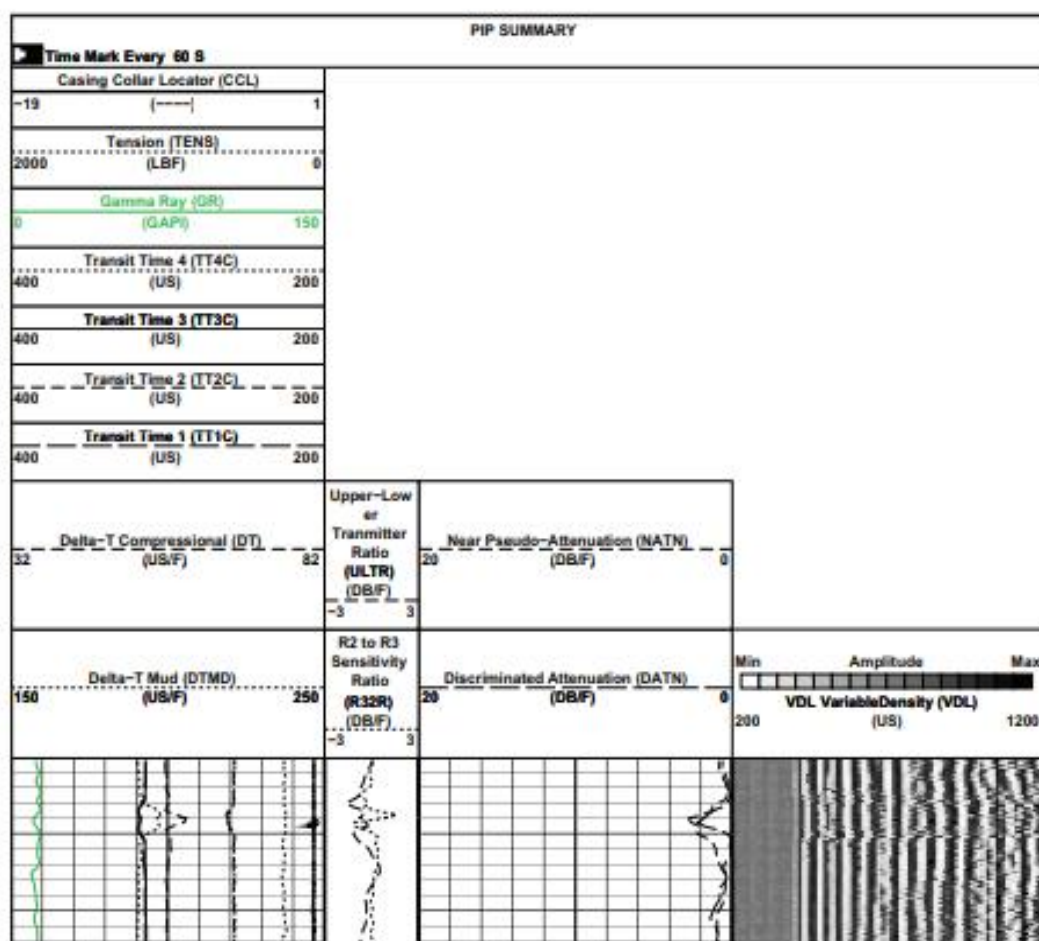 PIP SUMMARY
Time Mark Every 60 S
Casing Collar Locator (CCL)
−19 (----| 1
Tension (TENS)
2000 (LBF) 0
Gamma Ray (GR)
0 (GAPI) 150
Transit Time 4 (TT4C)
400 (US) 200
Transit Time 3 (TT3C)
400 (US) 200
Transit Time 2 (TT2C)
400 (US) 200
Transit Time 1 (TT1C)
400 (US) 200
Delta−T Compressional (DT)
32 (US/F) 82
Upper−Low
er
Tranmitter
Ratio
(ULTR)
(DB/F)
−3 3
Near Pseudo−Attenuation (NATN)
20 (DB/F) 0
Delta−T Mud (DTMD)
150 (US/F) 250
R2 to R3
Sensitivity
Ratio
(R32R)
(DB/F)
−3 3
Discriminated Attenuation (DATN)
20 (DB/F) 0
Min Amplitude Max
VDL VariableDensity (VDL)
200 (US) 1200